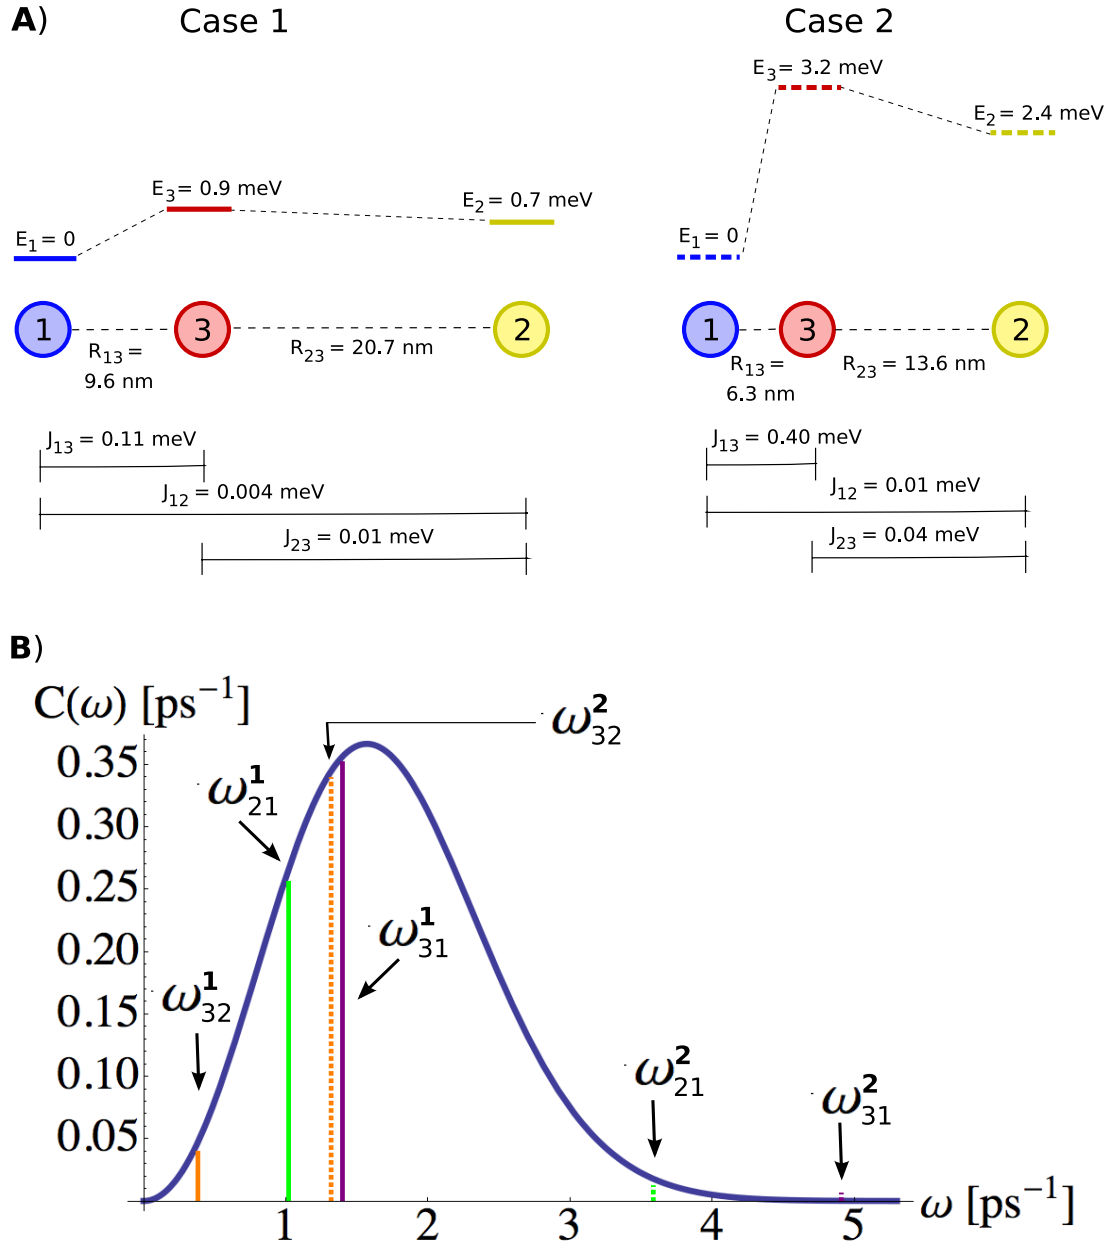 A)
Case 1
Case 2
E3 = 3.2 meV
E2 = 2.4 meV
E3 = 0.9 meV
E2 = 0.7 meV
E1 = 0
E1 = 0
1
3
2
1
3
2
R13 =
9.6 nm
R23 = 20.7 nm
R13 =
6.3 nm
R23 = 13.6 nm
J13 = 0.11 meV
J13 = 0.40 meV
J12 = 0.004 meV
J12 = 0.01 meV
J23 = 0.01 meV
J23 = 0.04 meV
B)
C(ω) [ps⁻¹]
ω²32
0.35
ω¹21
0.30
0.25
ω¹31
0.20
ω¹32
0.15
0.10
ω²21
ω²31
0.05
1
2
3
4
5
ω [ps⁻¹]